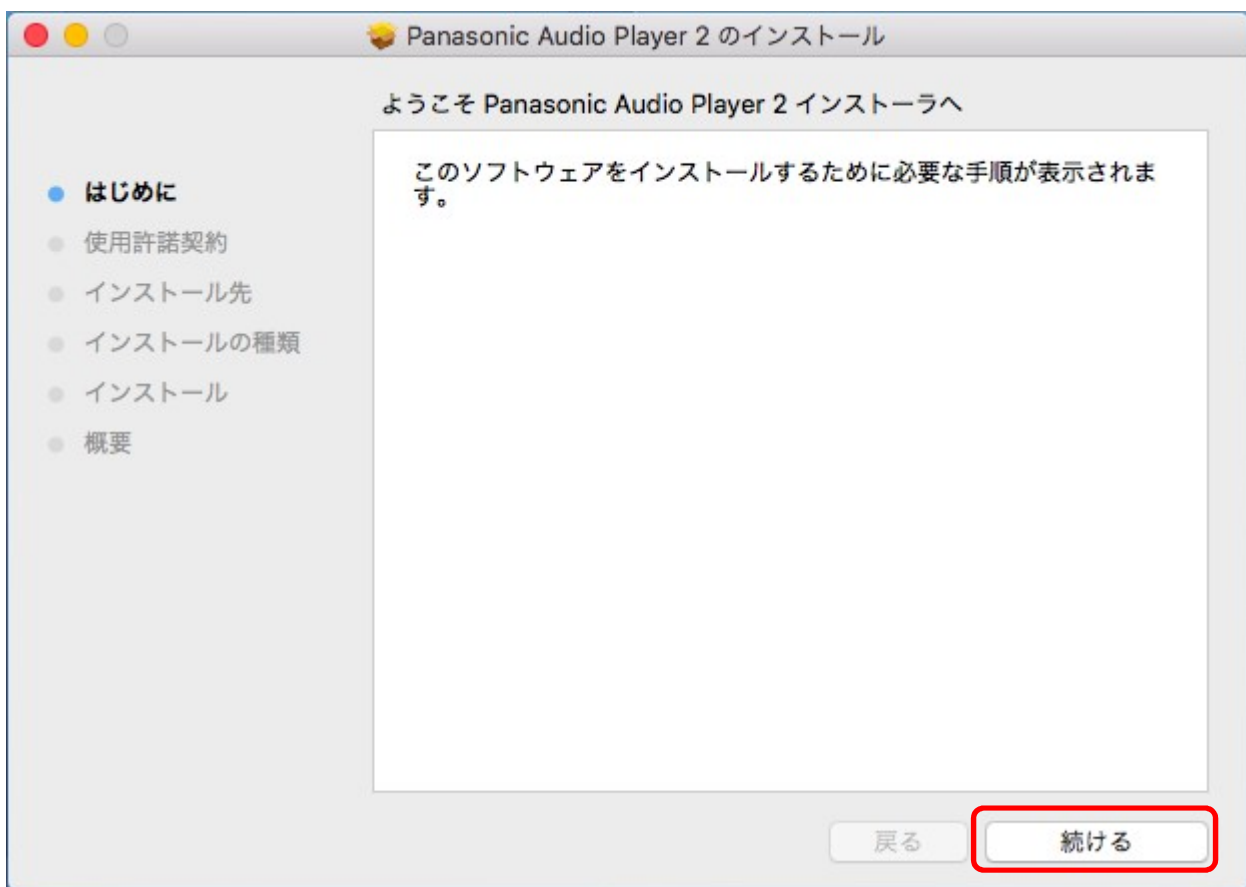 Panasonic Audio Player 2 のインストール
ようこそ Panasonic Audio Player 2 インストーラへ
はじめに
使用許諾契約
インストール先
インストールの種類
インストール
概要
このソフトウェアをインストールするために必要な手順が表示されま
す。
戻る
続ける